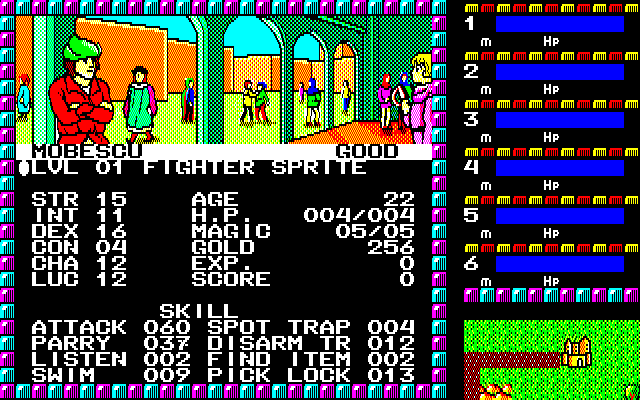 MOBESCU GOOD
LVL 01 FIGHTER SPRITE
STR 15 AGE 22
INT 11 H.P. 004/004
DEX 16 MAGIC 05/05
CON 04 GOLD 256
CHA 12 EXP. 0
LUC 12 SCORE 0
SKILL
ATTACK 060 SPOT TRAP 004
PARRY 037 DISARM TR 012
LISTEN 002 FIND ITEM 002
SWIM 009 PICK LOCK 013
1
m Hp
2
m Hp
3
m Hp
4
m Hp
5
m Hp
6
m Hp